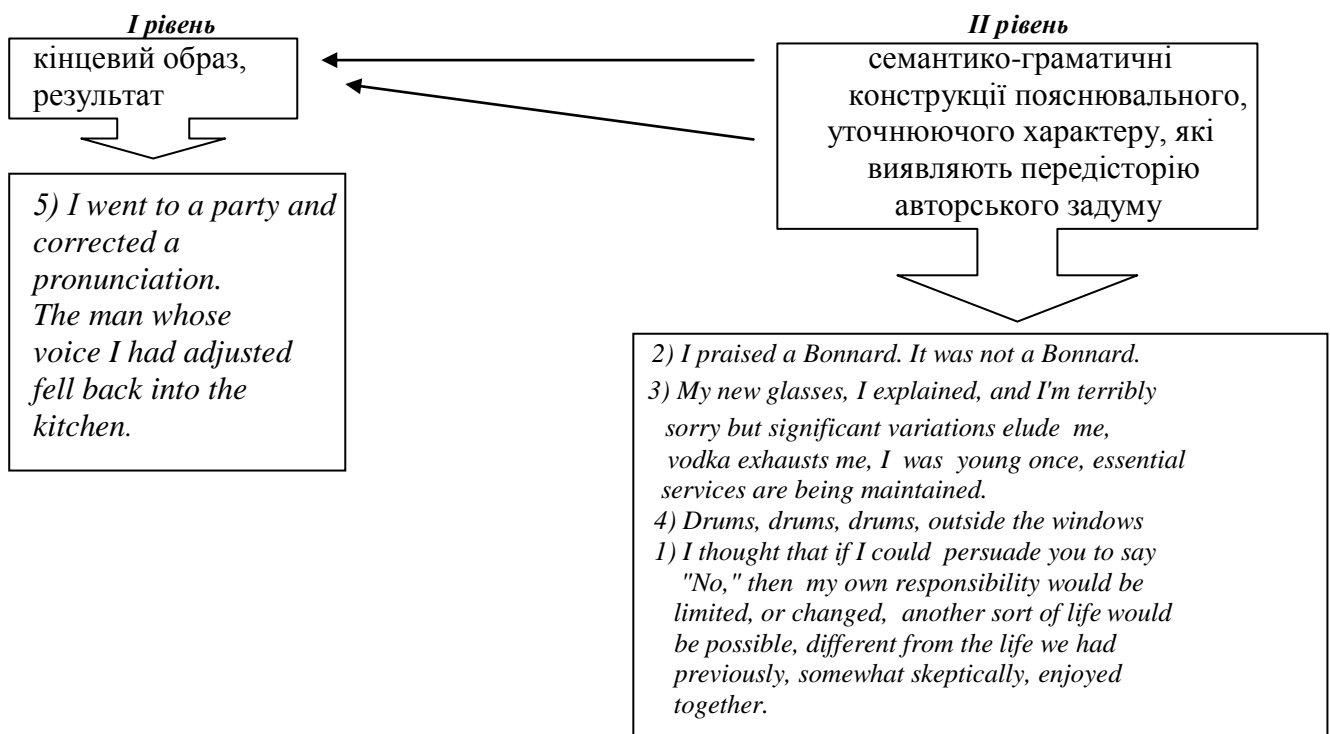 І рівень
кінцевий образ,
результат
5) I went to a party and
corrected a
pronunciation.
The man whose
voice I had adjusted
fell back into the
kitchen.
ІІ рівень
семантико-граматичні
конструкції пояснювального,
уточнюючого характеру, які
виявляють передісторію
авторського задуму
2) I praised a Bonnard. It was not a Bonnard.
3) My new glasses, I explained, and I'm terribly
sorry but significant variations elude me,
vodka exhausts me, I was young once, essential
services are being maintained.
4) Drums, drums, drums, outside the windows
1) I thought that if I could persuade you to say
"No," then my own responsibility would be
limited, or changed, another sort of life would
be possible, different from the life we had
previously, somewhat skeptically, enjoyed
together.